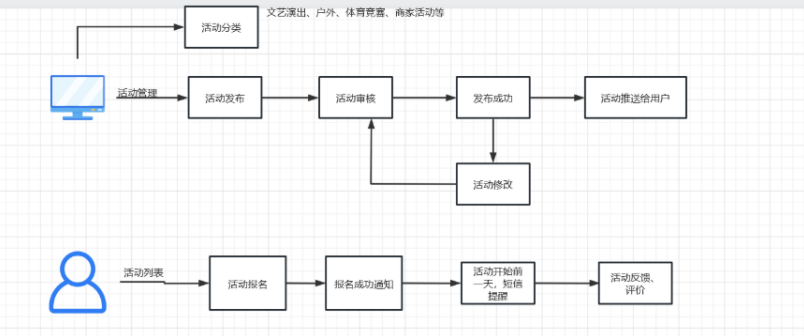 活动分类
文艺演出、户外、体育竞赛、商家活动等
活动管理
活动发布
活动审核
发布成功
活动推送给用户
活动修改
活动列表
活动报名
报名成功通知
活动开始前
一天，短信
提醒
活动反馈、
评价